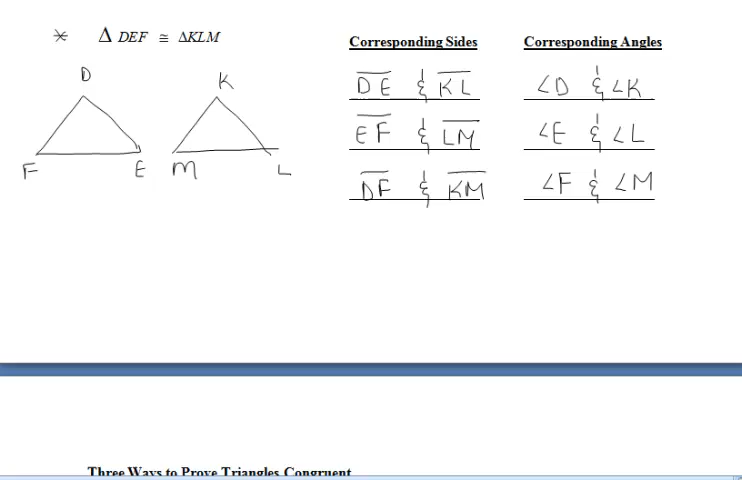 * Δ DEF ≅ ΔKLM
Corresponding Sides
Corresponding Angles
D
K
F
E
M
L
DE & KL
∠D & ∠K
EF & LM
∠E & ∠L
DF & KM
∠F & ∠M
Three Ways to Prove Triangles Congruent